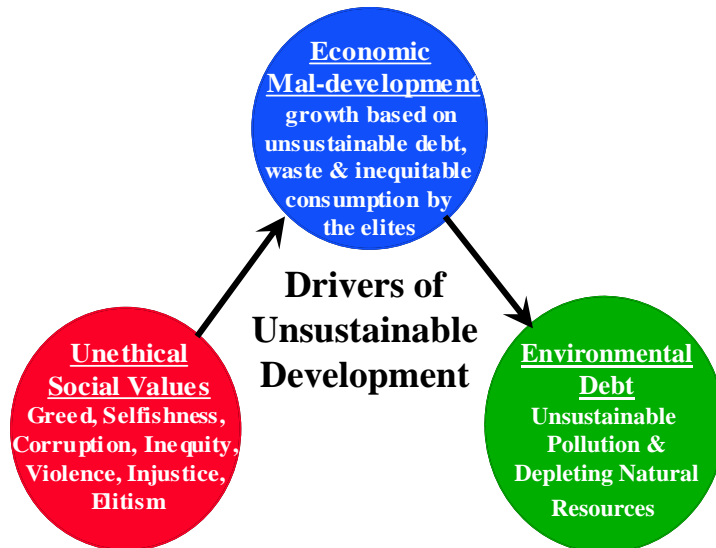 Economic
Mal-development
growth based on
unsustainable debt,
waste & inequitable
consumption by
the elites
Drivers of
Unsustainable
Development
Unethical
Social Values
Greed, Selfishness,
Corruption, Inequity,
Violence, Injustice,
Elitism
Environmental
Debt
Unsustainable
Pollution &
Depleting Natural
Resources